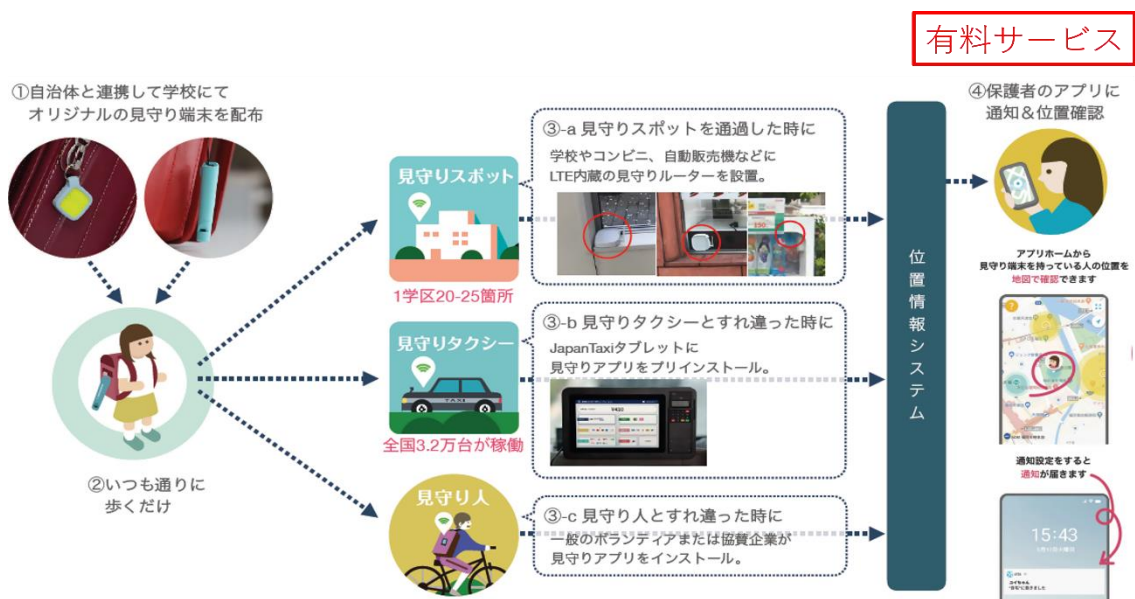 有料サービス
①自治体と連携して学校にて
オリジナルの見守り端末を配布
②いつも通りに
歩くだけ
見守りスポット
1学区20-25箇所
③-a 見守りスポットを通過した時に
学校やコンビニ、自動販売機などに
LTE内蔵の見守りルーターを設置。
見守りタクシー
TAXI
全国3.2万台が稼働
③-b 見守りタクシーとすれ違った時に
JapanTaxiタブレットに
見守りアプリをプリインストール。
見守り人
③-c 見守り人とすれ違った時に
一般のボランティアまたは協賛企業が
見守りアプリをインストール。
位置情報システム
④保護者のアプリに
通知&位置確認
アプリホームから
見守り端末を持っている人の位置を
地図で確認できます
通知設定をすると
通知が届きます
15:43